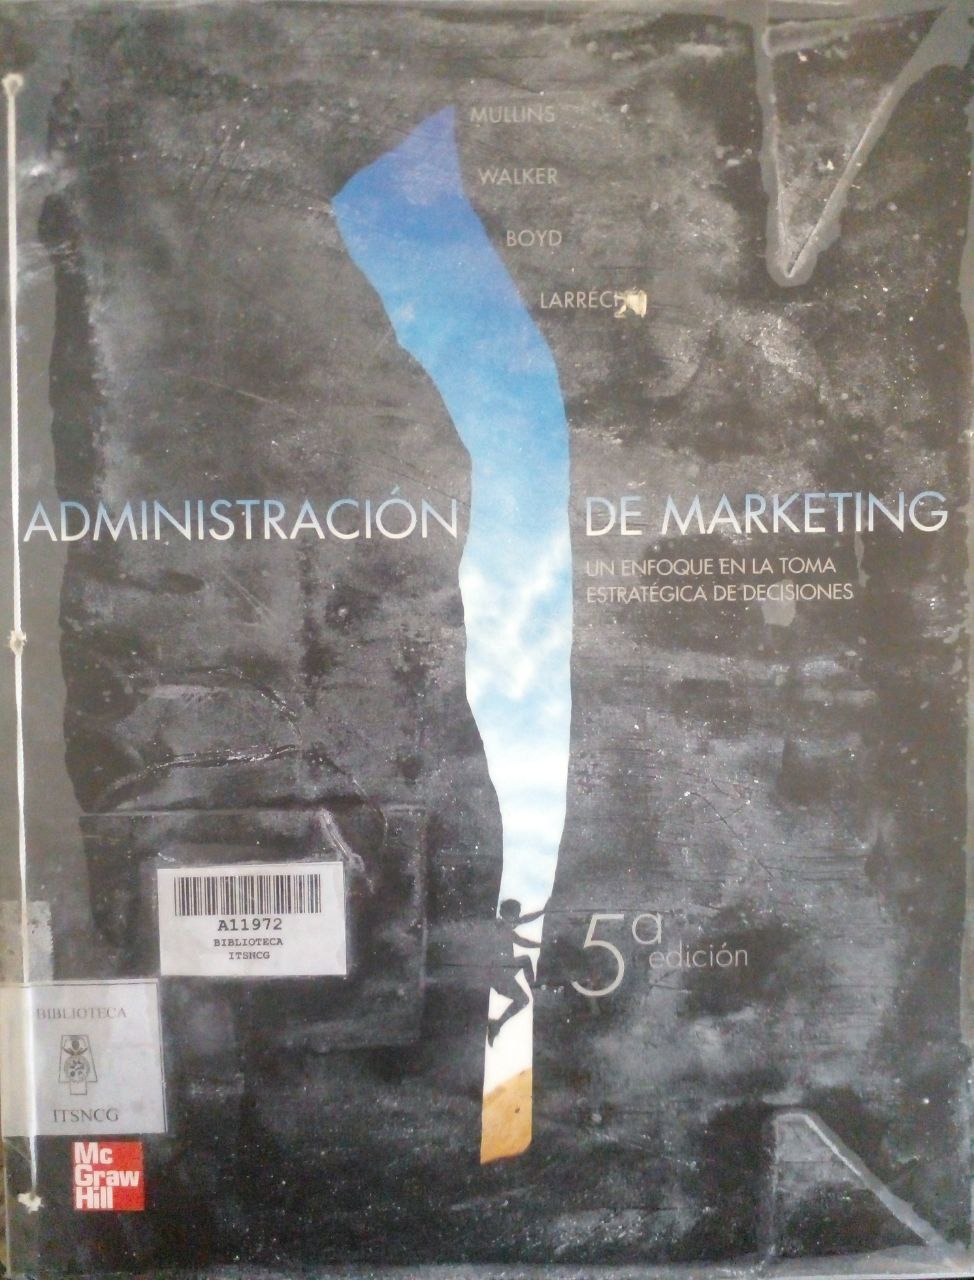 MULLINS
WALKER
BOYD
ADMINISTRACIÓN DE MARKETING
UN ENFOQUE EN LA TOMA
ESTRATÉGICA DE DECISIONES
A11972
BIBLIOTECA
ITSNCG
5a edición
BIBLIOTECA
ITSNCG
Mc
Graw
Hill